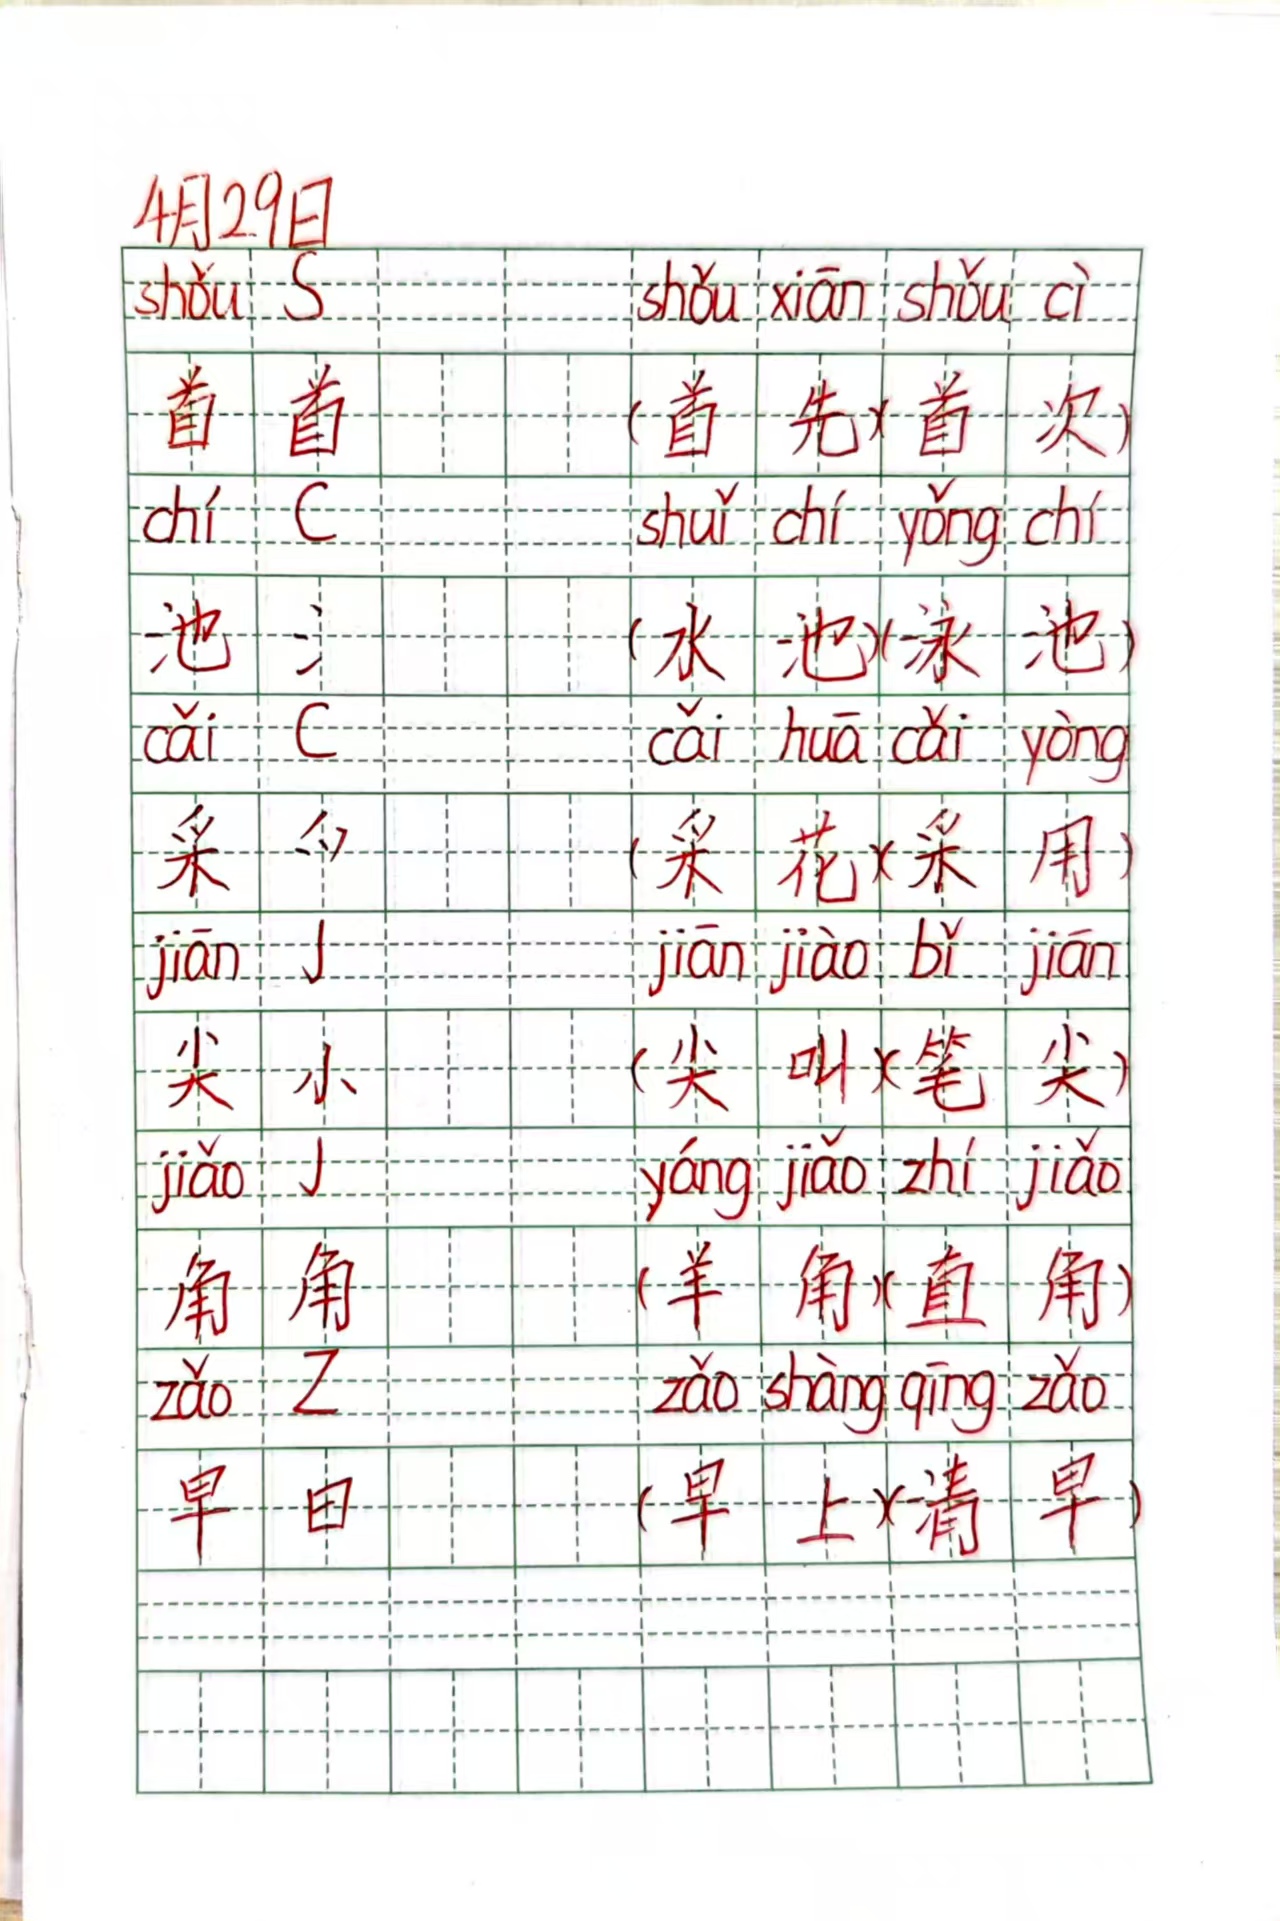 4月29日
shǒu S shǒu xiān shǒu cì
首 首 (首先)(首次)
chí C shuǐ chí yǒng chí
池 氵 (水池)(泳池)
cǎi C cǎi huā cǎi yòng
采 爫 (采花)(采用)
jiān J jiān jiào bǐ jiān
尖 小 (尖叫)(笔尖)
jiǎo J yáng jiǎo zhí jiǎo
角 角 (羊角)(直角)
zǎo Z zǎo shàng qīng zǎo
早 日 (早上)(清早)